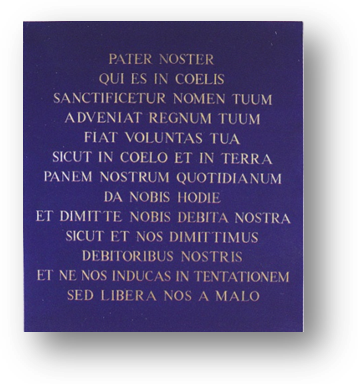 PATER NOSTER
QUI ES IN COELIS
SANCTIFICETUR NOMEN TUUM
ADVENIAT REGNUM TUUM
FIAT VOLUNTAS TUA
SICUT IN COELO ET IN TERRA
PANEM NOSTRUM QUOTIDIANUM
DA NOBIS HODIE
ET DIMITTE NOBIS DEBITA NOSTRA
SICUT ET NOS DIMITTIMUS
DEBITORIBUS NOSTRIS
ET NE NOS INDUCAS IN TENTATIONEM
SED LIBERA NOS A MALO